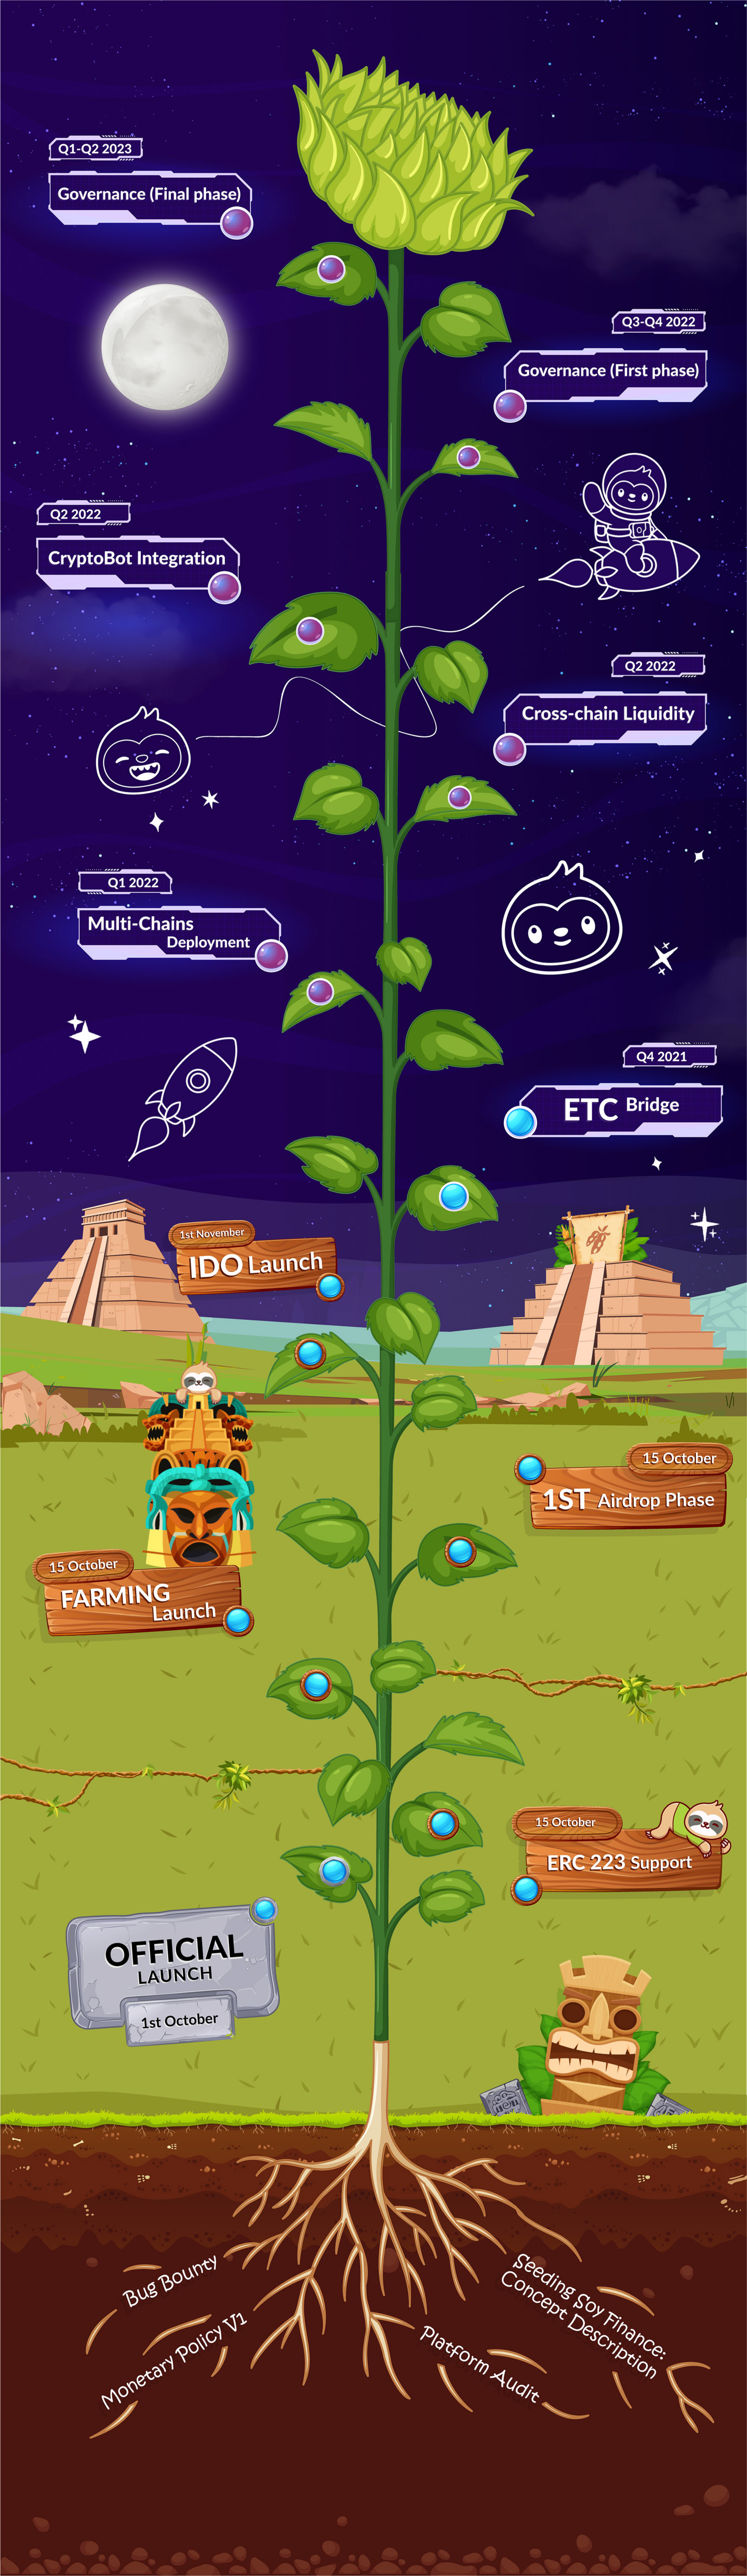 Q1-Q2 2023
Governance (Final phase)
Q3-Q4 2022
Governance (First phase)
Q2 2022
CryptoBot Integration
Q2 2022
Cross-chain Liquidity
Q1 2022
Multi-Chains
Deployment
Q4 2021
ETC Bridge
1st November
IDO Launch
15 October
1ST Airdrop Phase
15 October
FARMING
Launch
15 October
ERC 223 Support
OFFICIAL
LAUNCH
1st October
Bug Bounty
Monetary Policy V1
Platform Audit
Seeding Soy Finance:
Concept Description